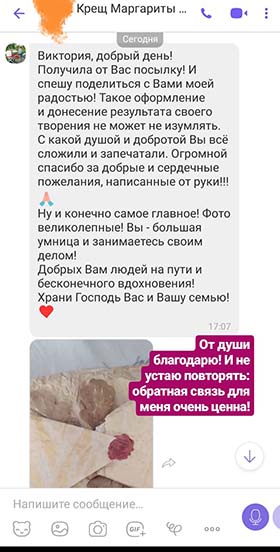 Крещ Маргариты ...
Сегодня
Виктория, добрый день!
Получила от Вас посылку! И
спешу поделиться с Вами моей
радостью! Такое оформление
и донесение результата своего
творения не может не изумлять.
С какой душой и добротой Вы всё
сложили и запечатали. Огромной
спасибо за добрые и сердечные
пожелания, написанные от руки!!!
🙏
Ну и конечно самое главное! Фото
великолепные! Вы - большая
умница и занимаетесь своим
делом!
Добрых Вам людей на пути и
бесконечного вдохновения!
Храни Господь Вас и Вашу семью!
❤️
17:07
От души
благодарю! И не
устаю повторять:
обратная связь для
меня очень ценна!
Напишите сообщение...
GIF+